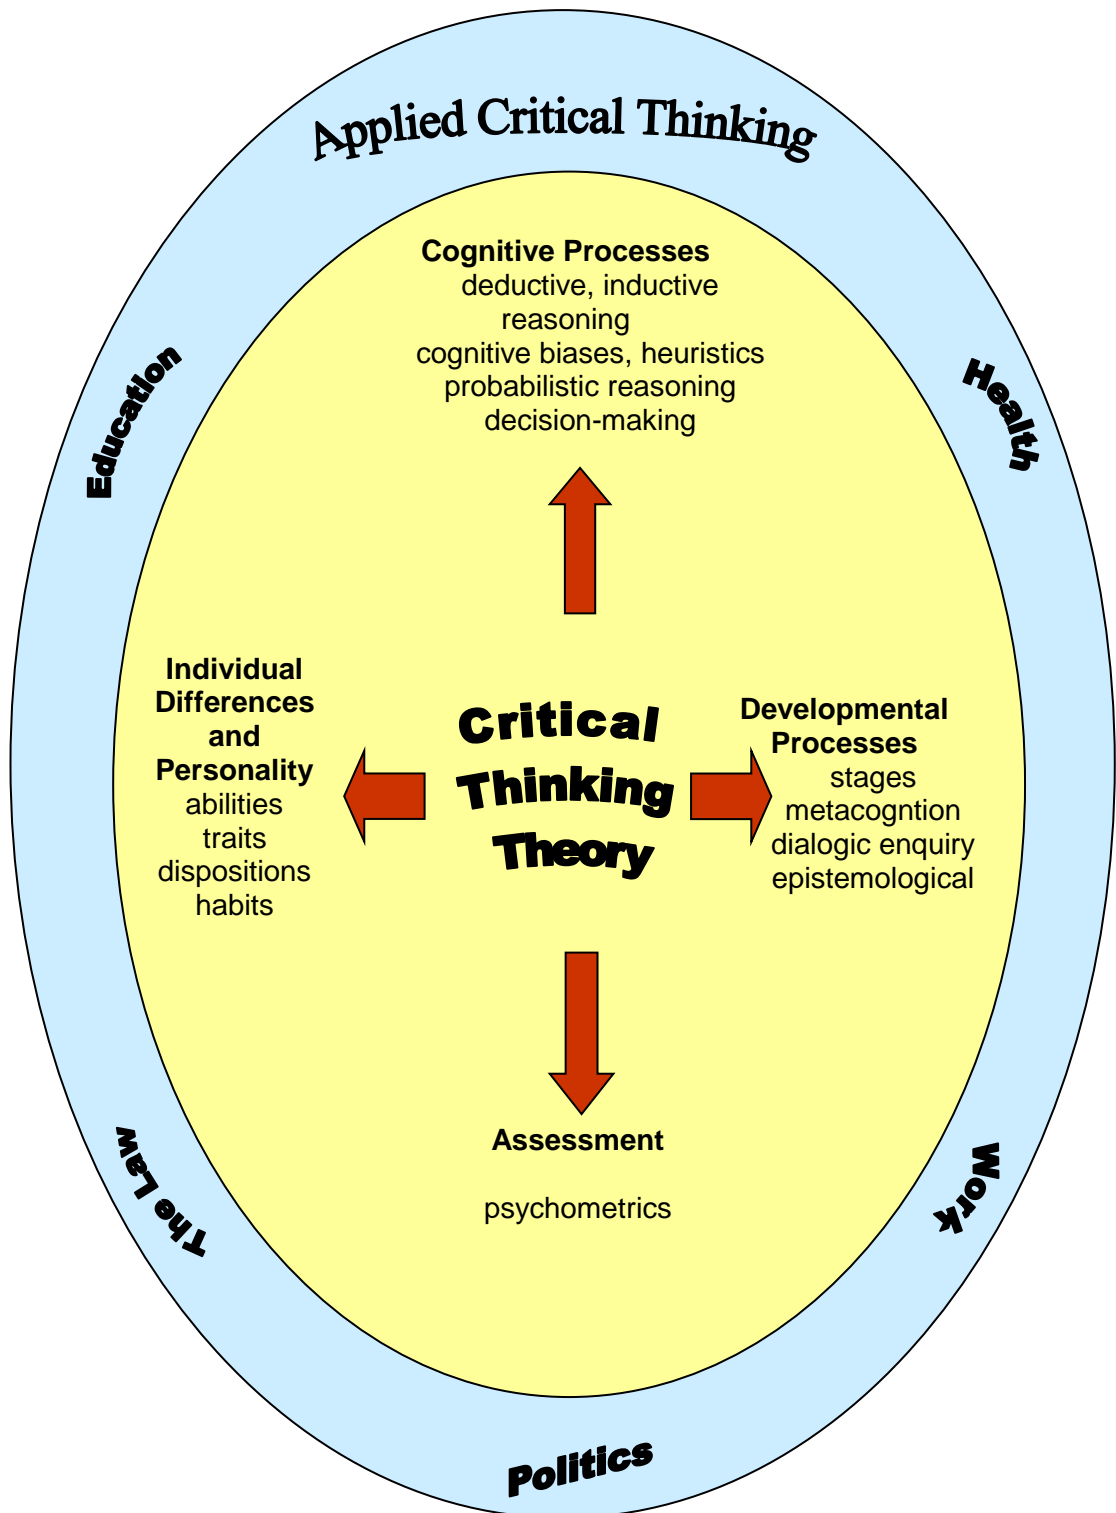 Applied Critical Thinking
Cognitive Processes
deductive, inductive
reasoning
cognitive biases, heuristics
probabilistic reasoning
decision-making
Education
Health
Individual
Differences
and
Personality
abilities
traits
dispositions
habits
Critical
Thinking
Theory
Developmental
Processes
stages
metacogntion
dialogic enquiry
epistemological
Assessment
psychometrics
The Law
Work
Politics